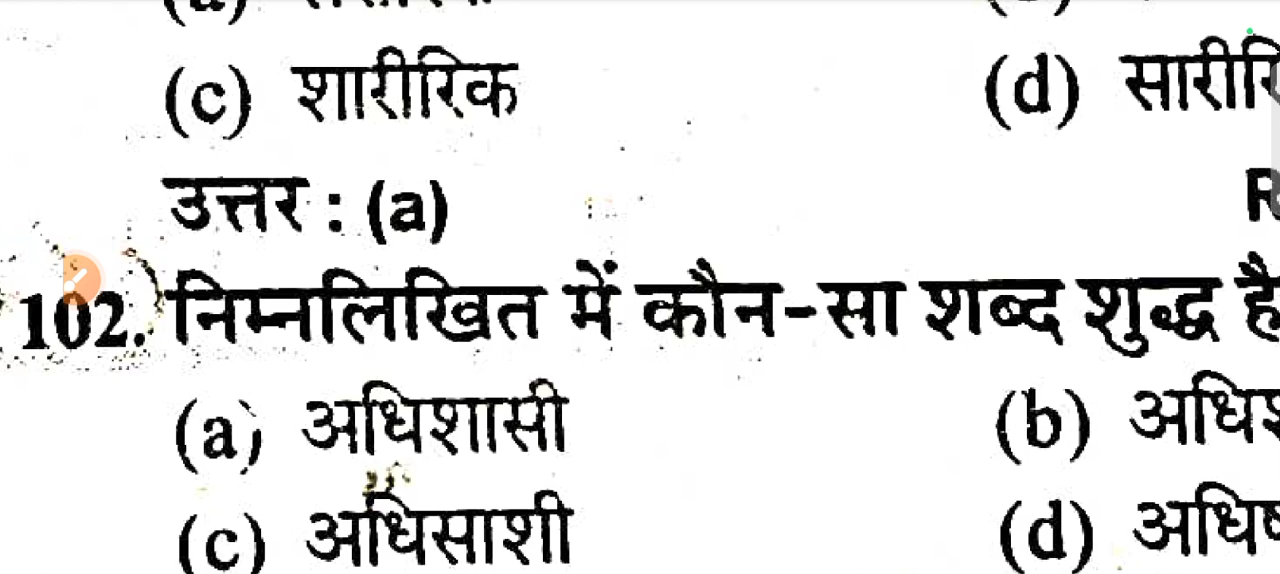 (c) शारीरिक (d)
उत्तर : (a)
102. निम्नलिखित में कौन-सा शब्द शुद्ध है
(a) अधिशासी (b)
(c) अधिसाशी (d)